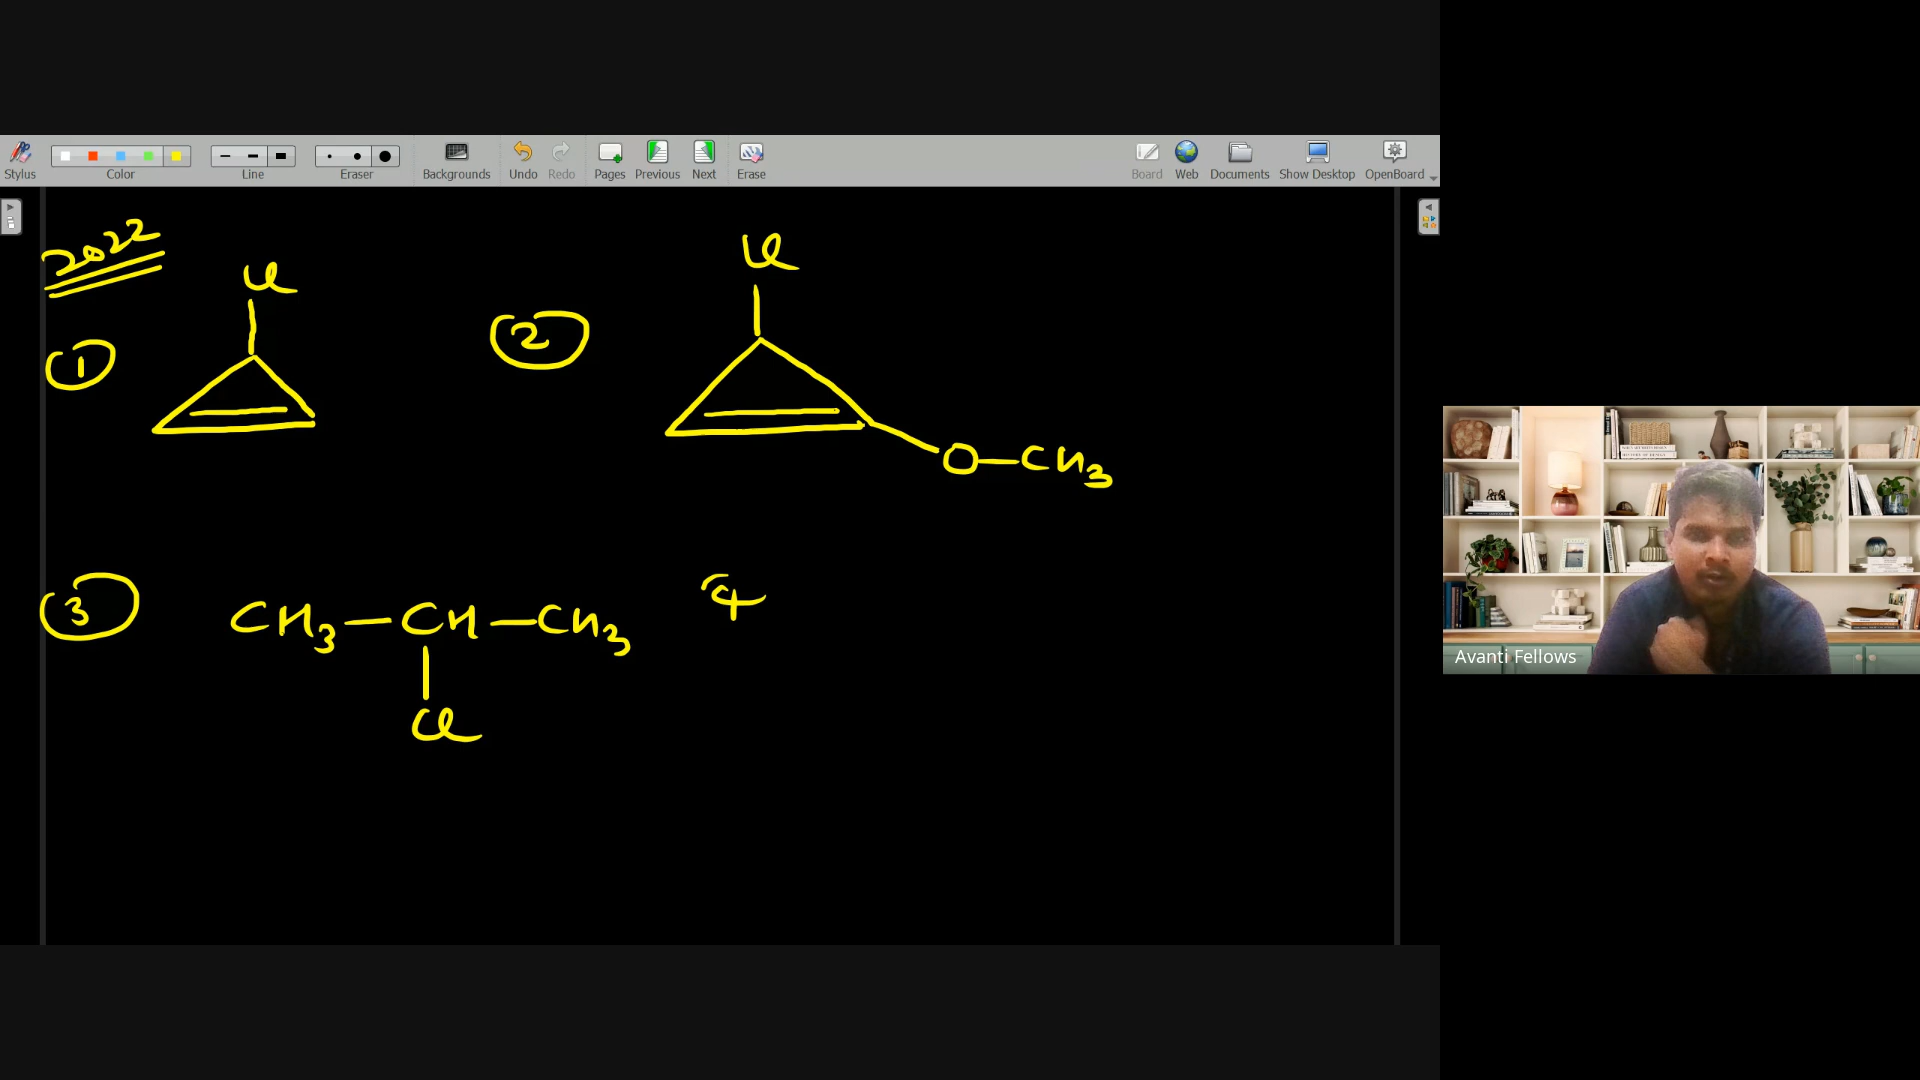 Stylus Color Line Eraser Backgrounds Undo Redo Pages Previous Next Erase Board Web Documents Show Desktop OpenBoard
2022
1
Cl
2
Cl
O-CH3
3
CH3-CH-CH3
Cl
4
Avanti Fellows